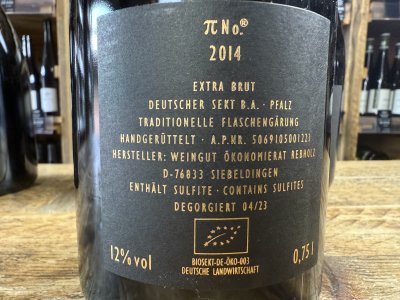 π No.®
2014
EXTRA BRUT
DEUTSCHER SEKT B.A. · PFALZ
TRADITIONELLE FLASCHENGÄRUNG
HANDGERÜTTELT · A.P.NR. 5069105001223
HERSTELLER: WEINGUT ÖKONOMIERAT REBHOLZ
D-76833 SIEBELDINGEN
ENTHÄLT SULFITE · CONTAINS SULFITES
DEGORGIERT 04/23
12% vol
0,75 l
BIOSEKT-DE-ÖKO-003
DEUTSCHE LANDWIRTSCHAFT